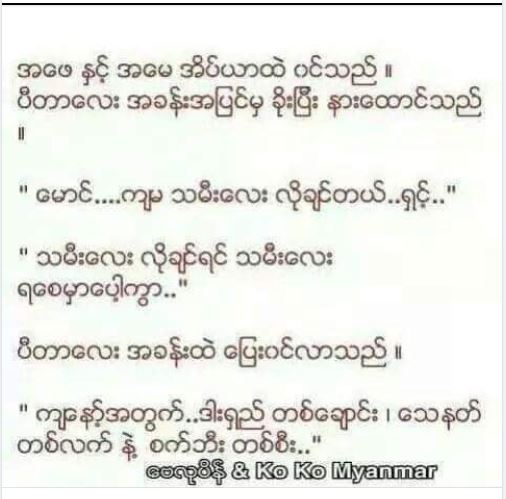 အဖေ နှင့် အမေ အိပ်ယာထဲ ဝင်သည် ။
ပီတာလေး အခန်းအပြင်မှ ခိုးပြီး နားထောင်သည်
။
" မောင်....ကျမ သမီးလေး လိုချင်တယ်..ရှင့်.."
" သမီးလေး လိုချင်ရင် သမီးလေး
ရစေမှာပေါ့ကွာ.."
ပီတာလေး အခန်းထဲ ပြေးဝင်လာသည် ။
" ကျနော့်အတွက်..ဒါးရှည် တစ်ချောင်း ၊ သေနတ်
တစ်လက် နဲ့ စက်ဘီး တစ်စီး.."
ဗေလုပိန် & Ko Ko Myanmar